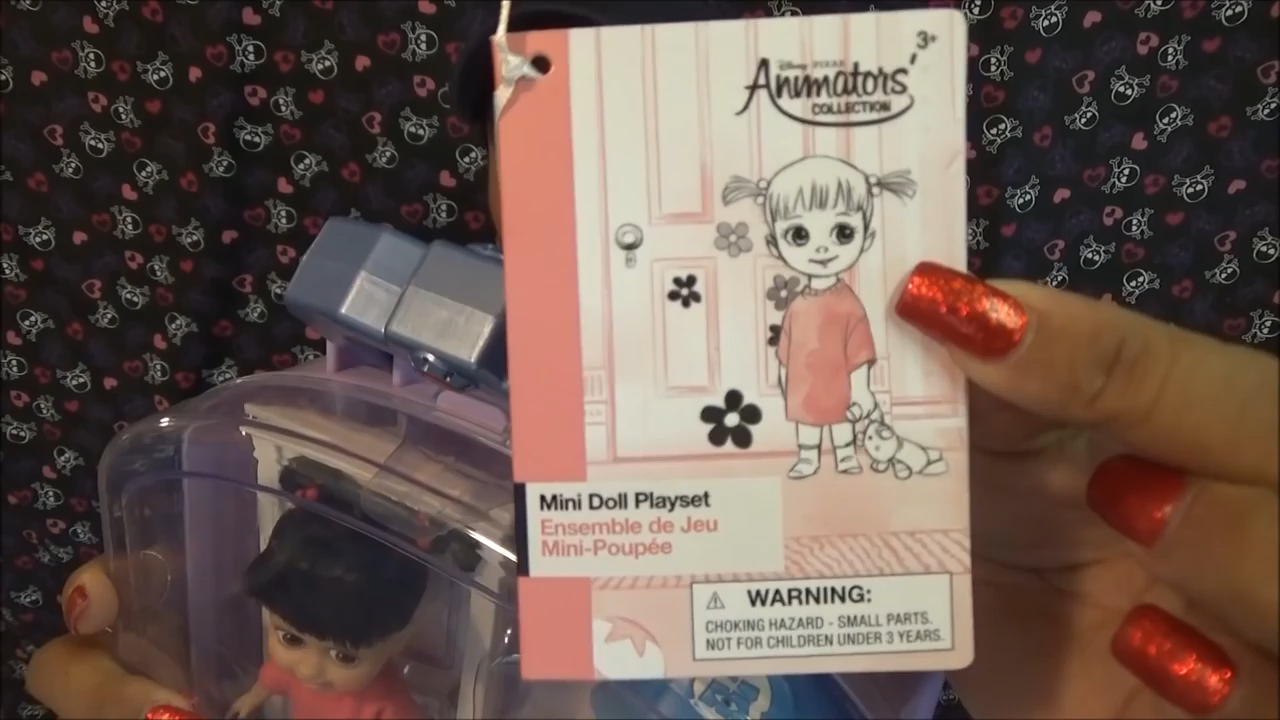 3+
Disney PIXAR
Animators'
COLLECTION
Mini Doll Playset
Ensemble de Jeu
Mini-Poupée
WARNING:
CHOKING HAZARD - SMALL PARTS.
NOT FOR CHILDREN UNDER 3 YEARS.